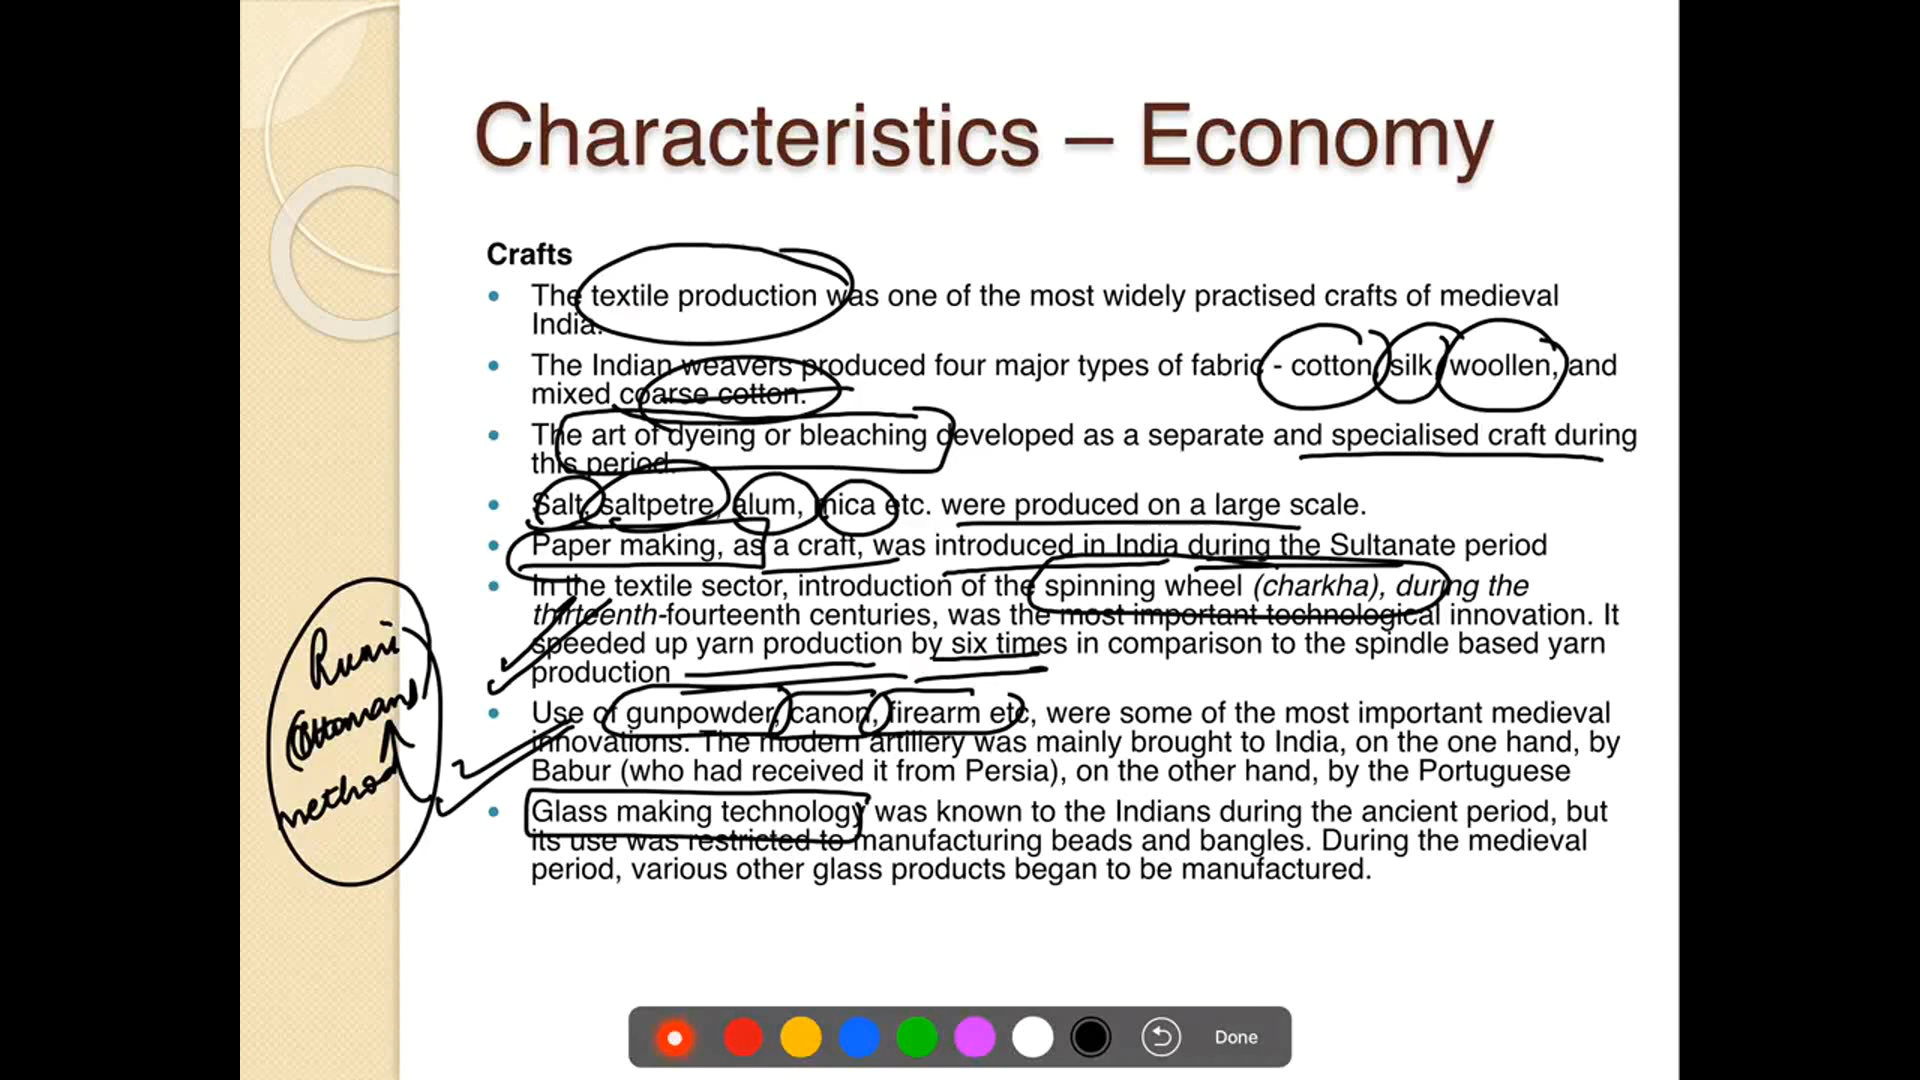 Characteristics – Economy
Crafts
The textile production was one of the most widely practised crafts of medieval
India.
The Indian weavers produced four major types of fabric - cotton, silk, woollen, and
mixed coarse cotton.
The art of dyeing or bleaching developed as a separate and specialised craft during
this period.
Salt, saltpetre, alum, mica etc. were produced on a large scale.
Paper making, as a craft, was introduced in India during the Sultanate period
In the textile sector, introduction of the spinning wheel (charkha), during the
thirteenth-fourteenth centuries, was the most important technological innovation. It
speeded up yarn production by six times in comparison to the spindle based yarn
production
Use of gunpowder, canon, firearm etc, were some of the most important medieval
innovations. The modern artillery was mainly brought to India, on the one hand, by
Babur (who had received it from Persia), on the other hand, by the Portuguese
Glass making technology was known to the Indians during the ancient period, but
its use was restricted to manufacturing beads and bangles. During the medieval
period, various other glass products began to be manufactured.
Rumi
(Ottomans)
method
Done